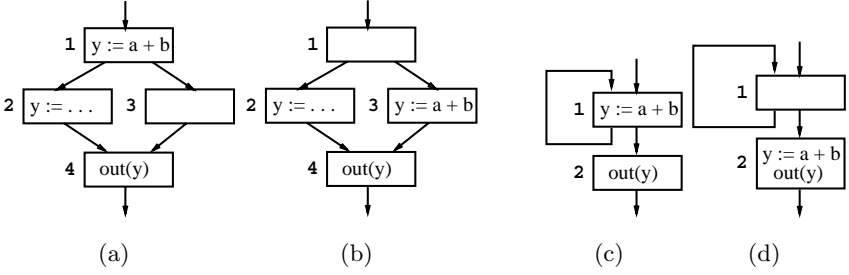 1 y := a + b
2 y := . . . 3
4 out(y)
(a)
1
2 y := . . . 3 y := a + b
4 out(y)
(b)
1 y := a + b
2 out(y)
(c)
1
2 y := a + b
out(y)
(d)